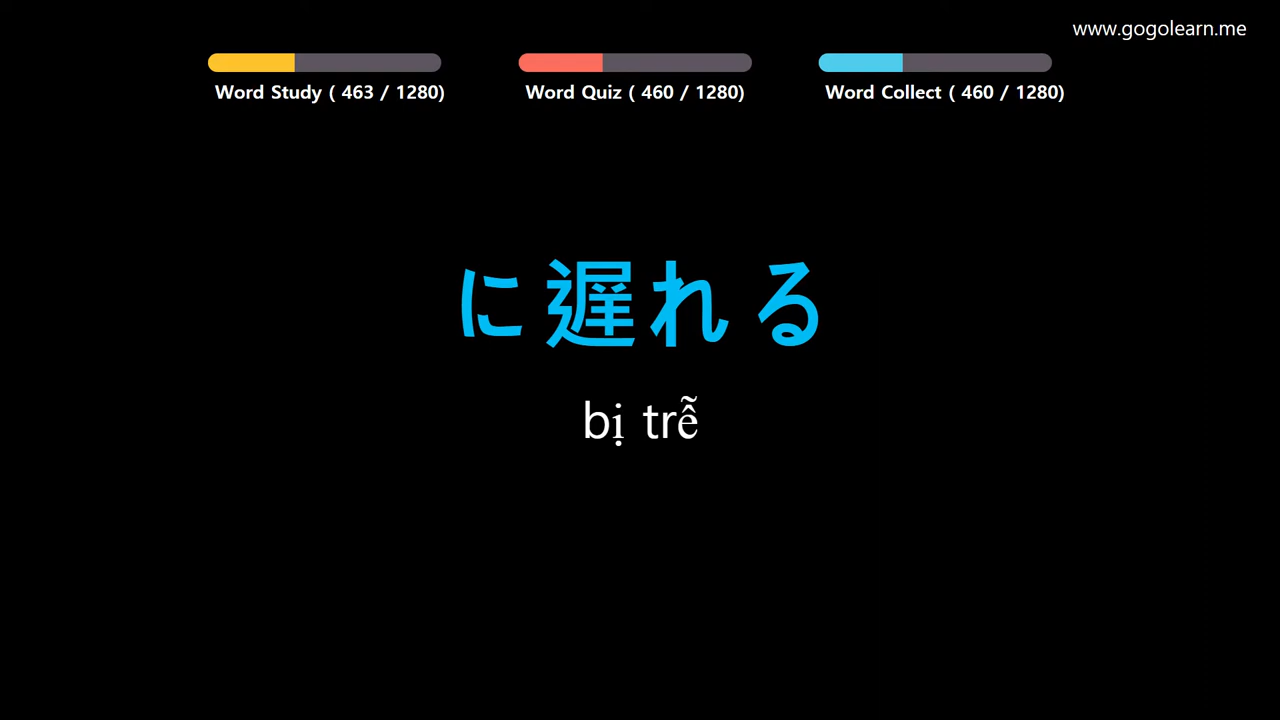 www.gogolearn.me
Word Study ( 463 / 1280)
Word Quiz ( 460 / 1280)
Word Collect ( 460 / 1280)
に遅れる
bị trễ